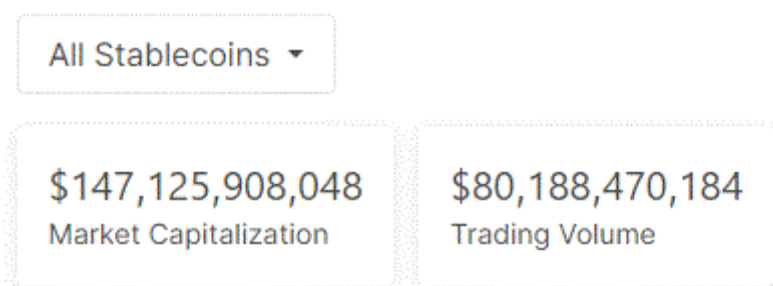 All Stablecoins
$147,125,908,048 $80,188,470,184
Market Capitalization Trading Volume